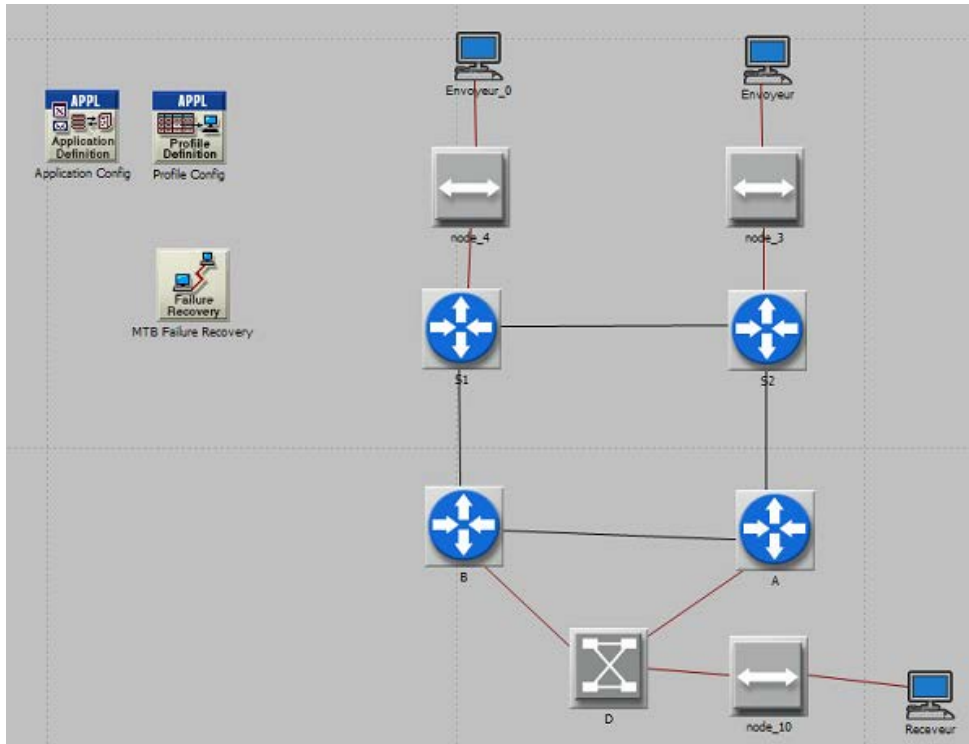 Envoyeur_0
Envoyeur
APPL
Application
Definition
Application Config
APPL
Profile
Definition
Profile Config
node_4
node_3
Failure
Recovery
MTB Failure Recovery
S1
S2
B
A
D
node_10
Receveur